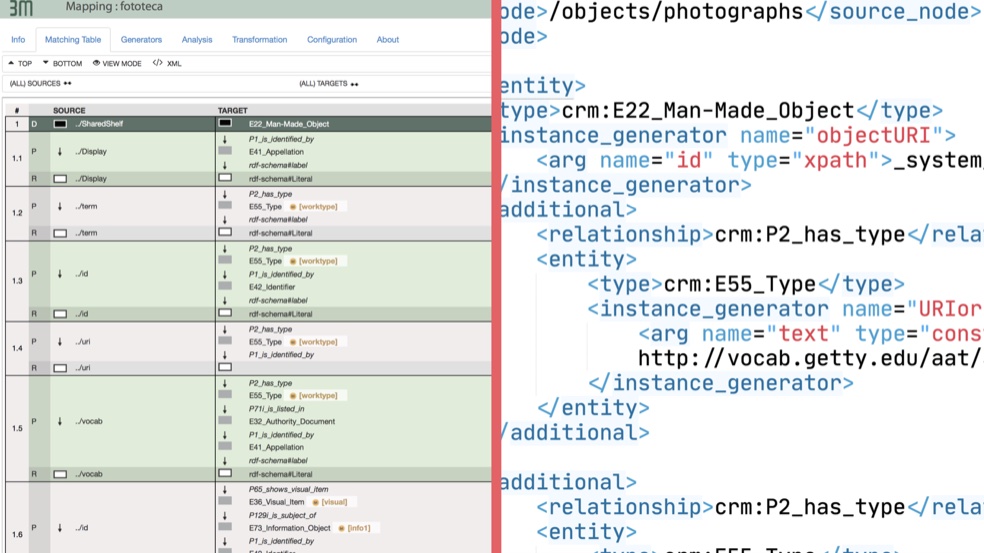 3M Mapping : fototeca
Info Matching Table Generators Analysis Transformation Configuration About
TOP BOTTOM VIEW MODE </> XML
(ALL) SOURCES (ALL) TARGETS
# SOURCE TARGET
1 D ../SharedShelf E22_Man-Made_Object
P1_is_identified_by
1.1 P ../Display E41_Appellation
rdf-schema#label
R ../Display rdf-schema#Literal
P2_has_type
1.2 P ../term E55_Type [worktype]
rdf-schema#label
R ../term rdf-schema#Literal
P2_has_type
E55_Type [worktype]
1.3 P ../id P1_is_identified_by
E42_Identifier
rdf-schema#label
R ../id rdf-schema#Literal
P2_has_type
1.4 P ../uri E55_Type [worktype]
P1_is_identified_by
R ../uri
P2_has_type
E55_Type [worktype]
P71i_is_listed_in
1.5 P ../vocab E32_Authority_Document
P1_is_identified_by
E41_Appellation
rdf-schema#label
R ../vocab rdf-schema#Literal
P65_shows_visual_item
E36_Visual_Item [visual]
P129i_is_subject_of
1.6 P ../id E73_Information_Object [info1]
P1_is_identified_by
E42_Identifier
ode>/objects/photographs</source_node>
ode>
entity>
type>crm:E22_Man-Made_Object</type>
instance_generator name="objectURI">
<arg name="id" type="xpath">_system_
/instance_generator>
additional>
<relationship>crm:P2_has_type</rela
<entity>
<type>crm:E55_Type</type>
<instance_generator name="URIor
<arg name="text" type="cons
http://vocab.getty.edu/aat/
</instance_generator>
</entity>
/additional>
additional>
<relationship>crm:P2_has_type</rela
<entity>
<type>crm:E55_Type</type>